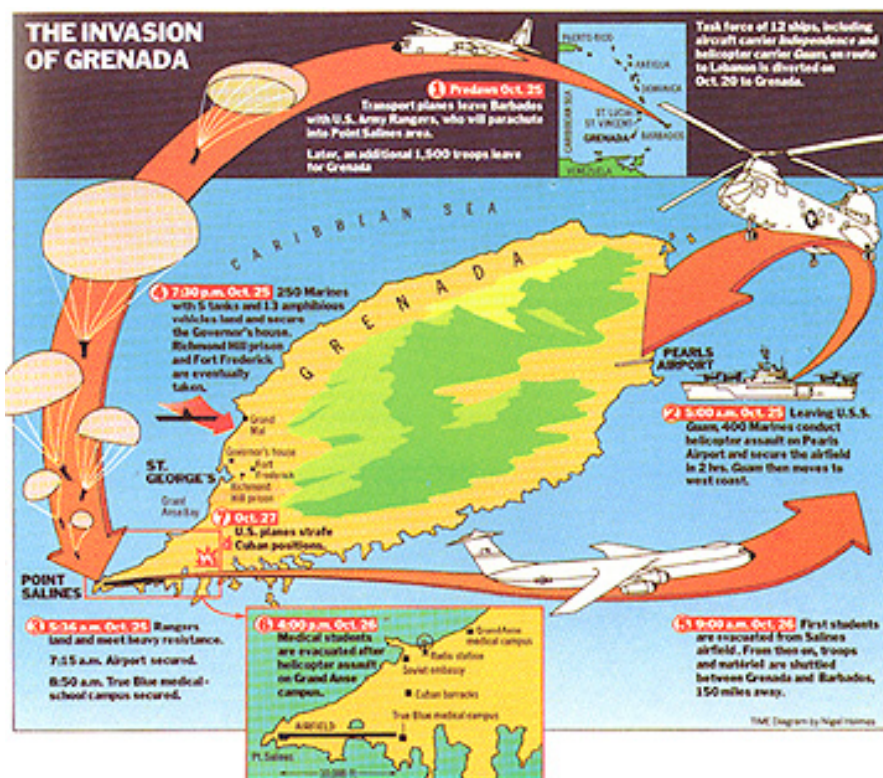 THE INVASION
OF GRENADA
1 Predawn Oct. 25
Transport planes leave Barbados
with U.S. Army Rangers, who will parachute
into Point Salines area.
Later, an additional 1,500 troops leave
for Grenada
PUERTO RICO
ANTIGUA
DOMINICA
ST. LUCIA
ST. VINCENT
GRENADA
BARBADOS
CARIBBEAN SEA
VENEZUELA
Task force of 12 ships, including
aircraft carrier Independence and
helicopter carrier Guam, en route
to Lebanon is diverted on
Oct. 20 to Grenada.
CARIBBEAN SEA
GRENADA
4 7:30 p.m. Oct. 25 250 Marines
with 5 tanks and 13 amphibious
vehicles land and secure
the Governor's house.
Richmond Hill prison
and Fort Frederick
are eventually
taken.
PEARLS
AIRPORT
2 5:00 a.m. Oct. 25 Leaving U.S.S.
Guam, 400 Marines conduct
helicopter assault on Pearls
Airport and secure the airfield
in 2 hrs. Guam then moves to
west coast.
Grand
Mal
Governor's house
ST.
GEORGE'S
Fort
Frederick
Richmond
Hill prison
Grand
Anse Bay
7 Oct. 27
U.S. planes strafe
Cuban positions.
POINT
SALINES
3 5:36 a.m. Oct. 25 Rangers
land and meet heavy resistance.
7:15 a.m. Airport secured.
8:50 a.m. True Blue medical-
school campus secured.
6 4:00 p.m. Oct. 26
Medical students
are evacuated after
helicopter assault
on Grand Anse
campus.
Grand Anse
medical campus
Radio station
Soviet embassy
Cuban barracks
True Blue medical campus
AIRFIELD
Pt. Salines
10,000 ft
5 9:00 a.m. Oct. 26 First students
are evacuated from Salines
airfield. From then on, troops
and matériel are shuttled
between Grenada and Barbados,
150 miles away.
TIME Diagram by Nigel Holmes